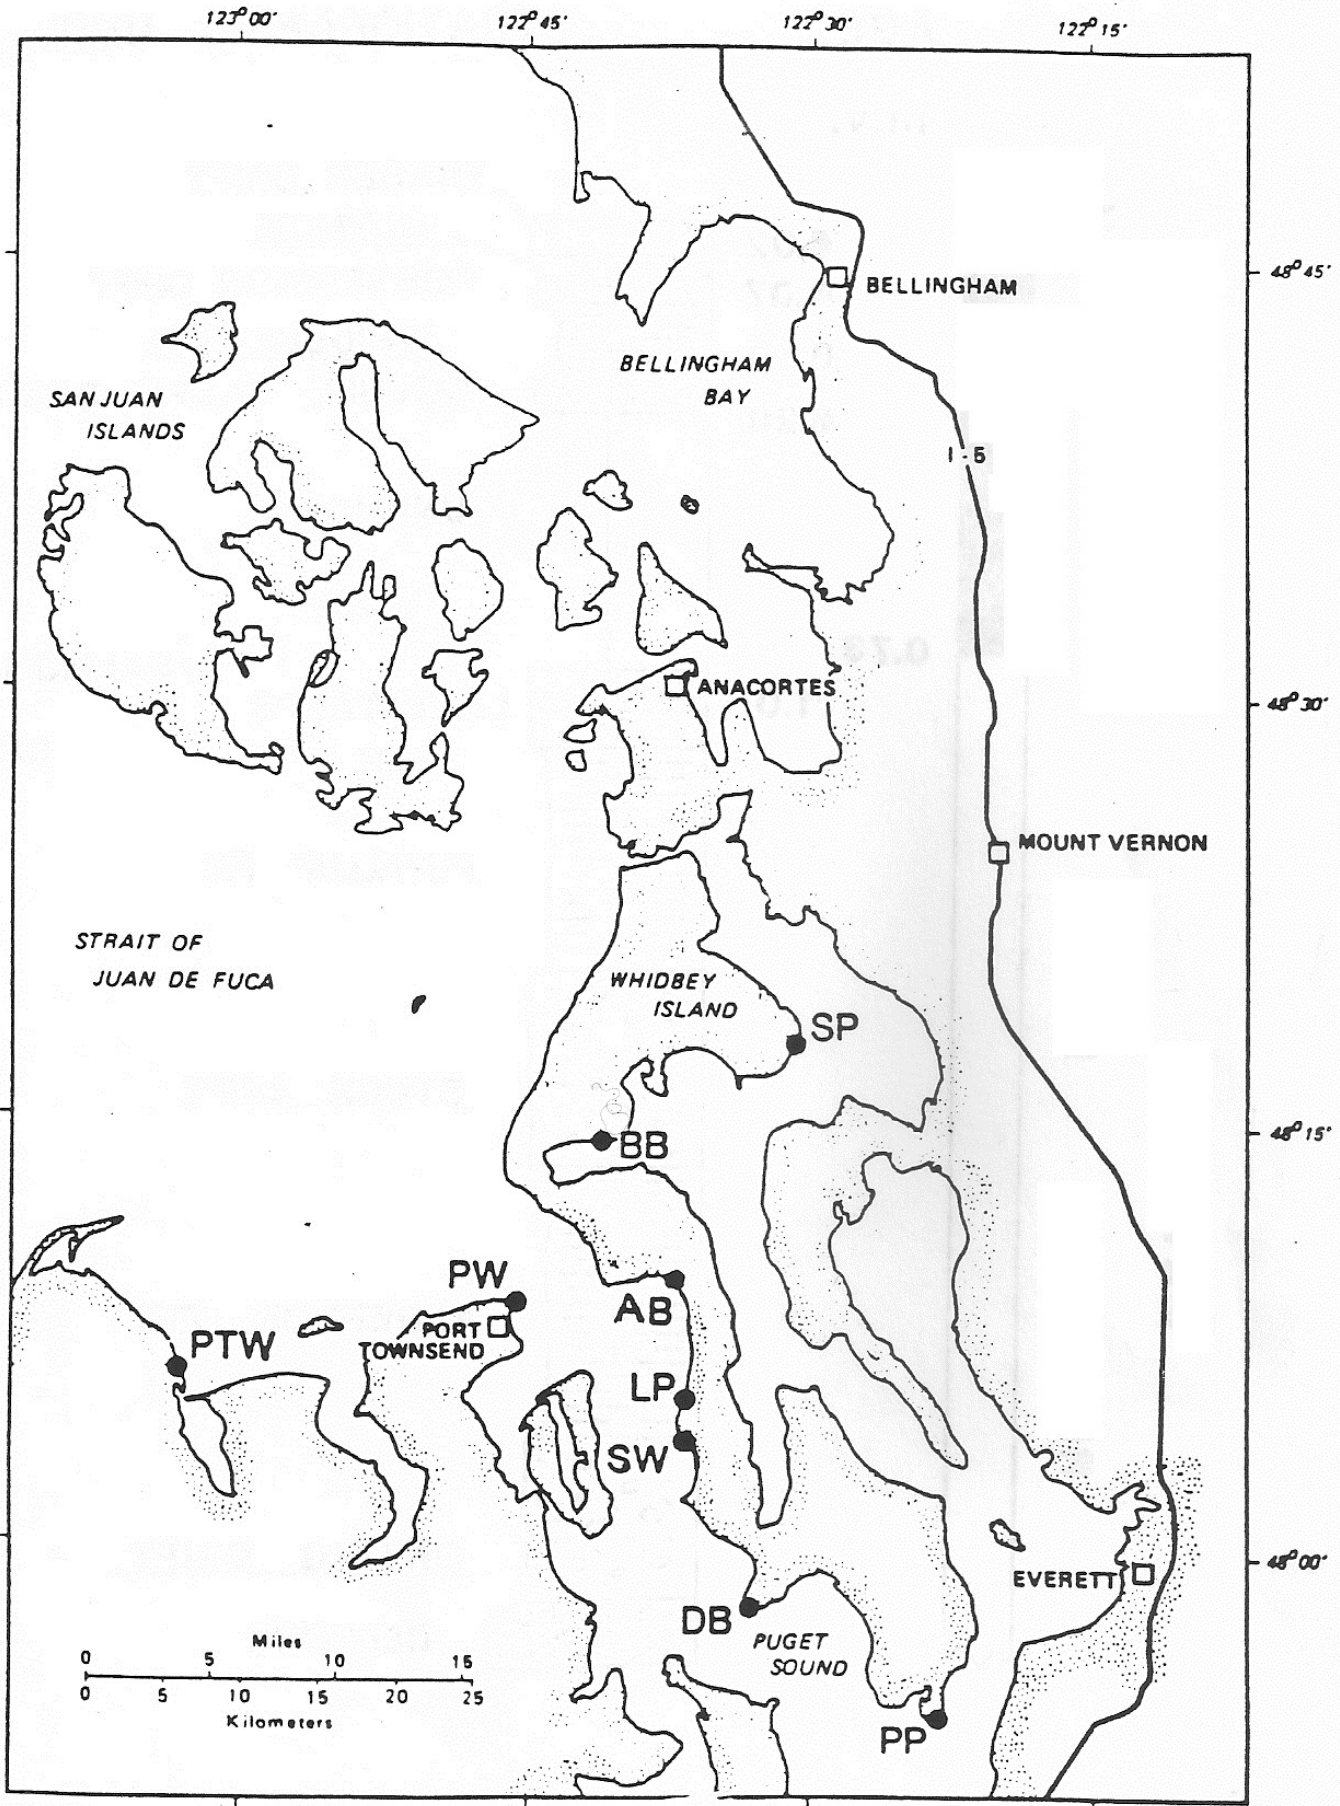 123°00'
122°45'
122°30'
122°15'
48°45'
BELLINGHAM
BELLINGHAM
BAY
SAN JUAN
ISLANDS
I-5
ANACORTES
48°30'
MOUNT VERNON
STRAIT OF
JUAN DE FUCA
WHIDBEY
ISLAND
SP
BB
48°15'
PW
AB
PORT
TOWNSEND
PTW
LP
SW
48°00'
EVERETT
DB
PUGET
SOUND
PP
Miles
0 5 10 15
0 5 10 15 20 25
Kilometers